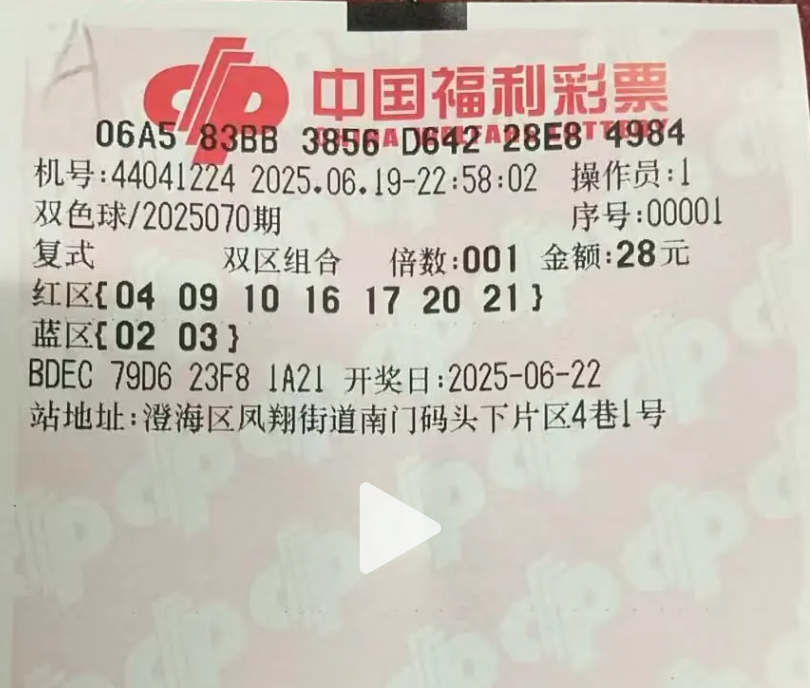 A
中国福利彩票
CHINA WELFARE LOTTERY
06A5 83BB 3856 D642 28E8 4984
机号:44041224 2025.06.19-22:58:02 操作员:1
双色球/2025070期 序号:00001
复式 双区组合 倍数:001 金额:28元
红区{04 09 10 16 17 20 21}
蓝区{02 03}
BDEC 79D6 23F8 1A21 开奖日:2025-06-22
站地址:澄海区凤翔街道南门码头下片区4巷1号